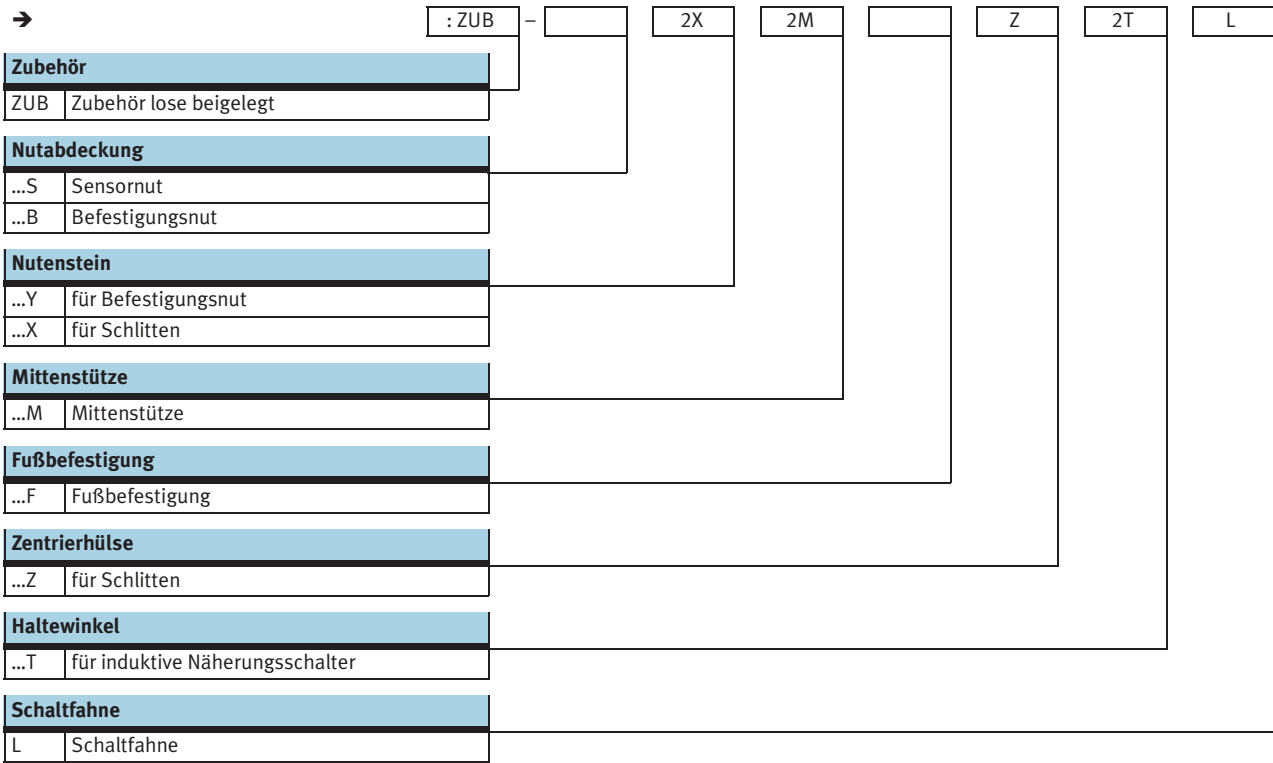 ➔ : ZUB – 2X 2M Z 2T L
Zubehör
ZUB Zubehör lose beigelegt
Nutabdeckung
...S Sensornut
...B Befestigungsnut
Nutenstein
...Y für Befestigungsnut
...X für Schlitten
Mittenstütze
...M Mittenstütze
Fußbefestigung
...F Fußbefestigung
Zentrierhülse
...Z für Schlitten
Haltewinkel
...T für induktive Näherungsschalter
Schaltfahne
L Schaltfahne